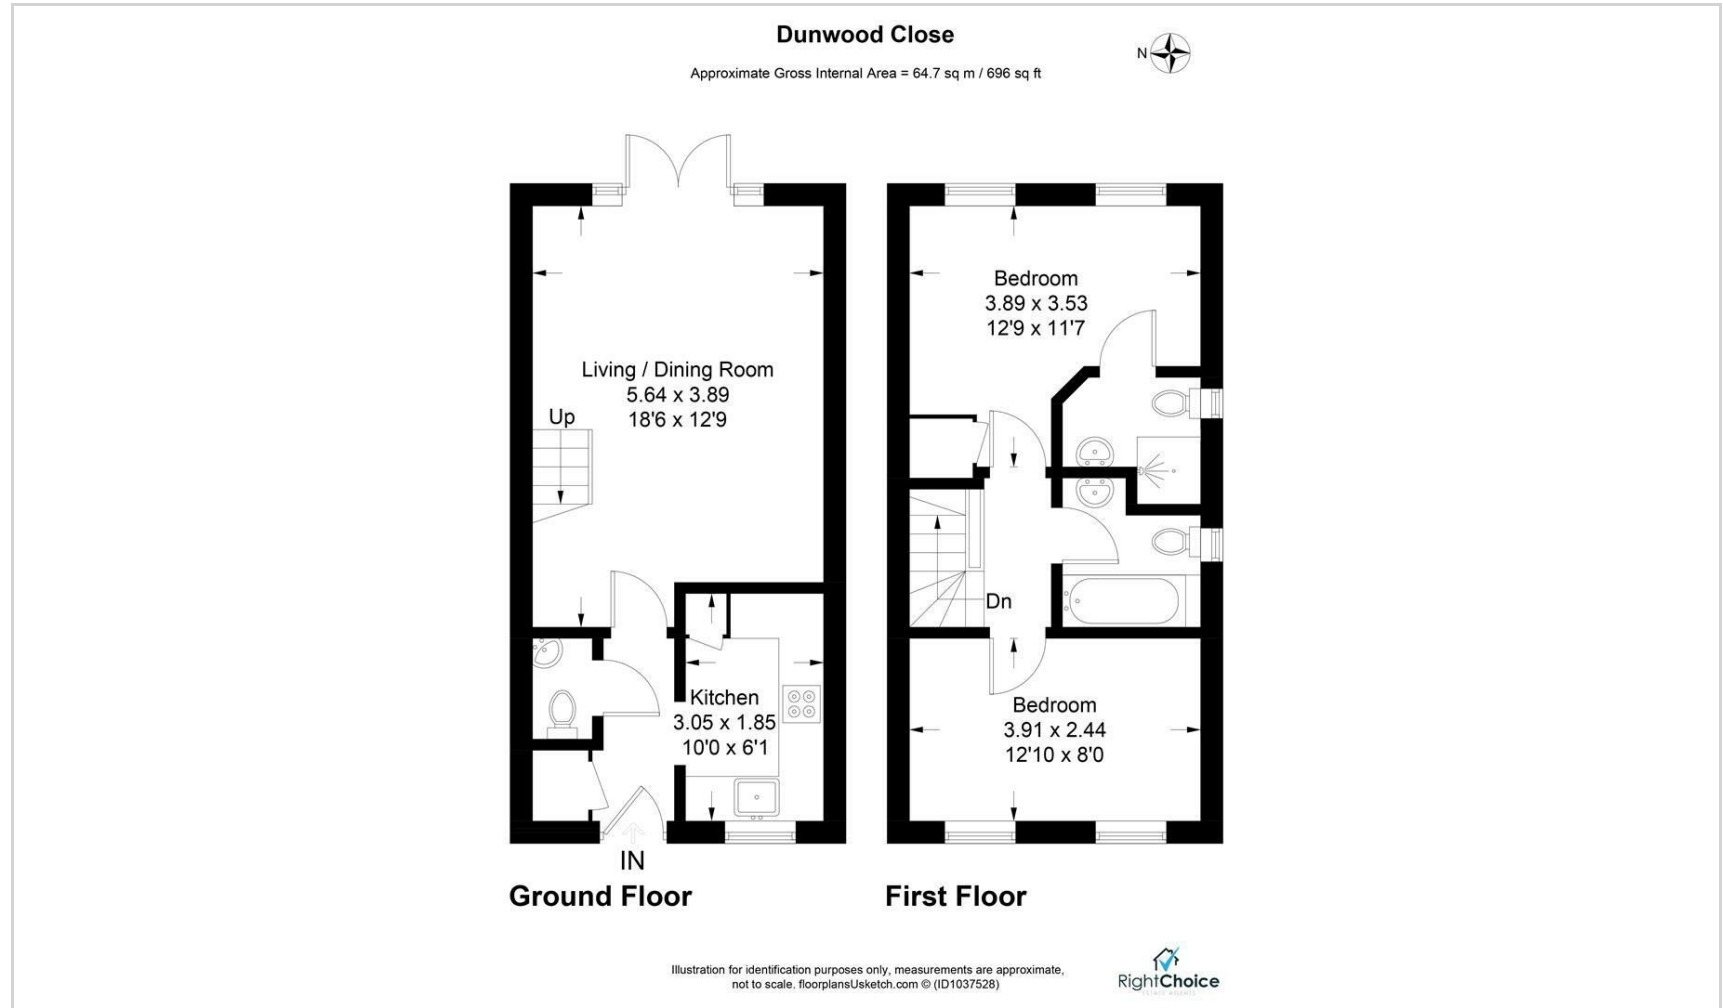 Dunwood Close
Approximate Gross Internal Area = 64.7 sq m / 696 sq ft
N
Living / Dining Room
5.64 x 3.89
18'6 x 12'9
Up
Kitchen
3.05 x 1.85
10'0 x 6'1
IN
Ground Floor
Bedroom
3.89 x 3.53
12'9 x 11'7
Dn
Bedroom
3.91 x 2.44
12'10 x 8'0
First Floor
Illustration for identification purposes only, measurements are approximate,
not to scale. floorplansUsketch.com © (ID1037528)
RightChoice
ESTATE AGENTS